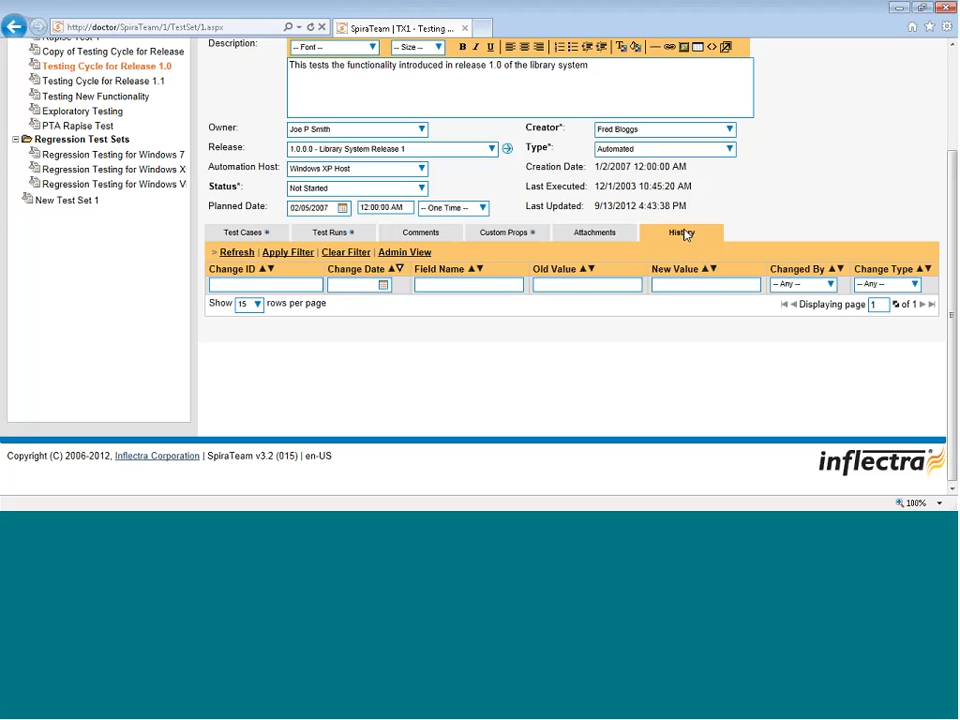 http://doctor/SpiraTeam/1/TestSet/1.aspx
SpiraTeam | TX1 - Testing ...
Copy of Testing Cycle for Release
Testing Cycle for Release 1.0
Testing Cycle for Release 1.1
Testing New Functionality
Exploratory Testing
PTA Rapise Test
Regression Test Sets
Regression Testing for Windows 7
Regression Testing for Windows X
Regression Testing for Windows V
New Test Set 1
Description:
-- Font --
-- Size --
B I U
This tests the functionality introduced in release 1.0 of the library system
Owner: Joe P Smith Creator*: Fred Bloggs
Release: 1.0.0.0 - Library System Release 1 Type*: Automated
Automation Host: Windows XP Host Creation Date: 1/2/2007 12:00:00 AM
Status*: Not Started Last Executed: 12/1/2003 10:45:20 AM
Planned Date: 02/05/2007 12:00:00 AM -- One Time -- Last Updated: 9/13/2012 4:43:38 PM
Test Cases Test Runs Comments Custom Props Attachments History
> Refresh | Apply Filter | Clear Filter | Admin View
Change ID Change Date Field Name Old Value New Value Changed By Change Type
-- Any -- -- Any --
Show 15 rows per page Displaying page 1 of 1
Copyright (C) 2006-2012, Inflectra Corporation | SpiraTeam v3.2 (015) | en-US
inflectra
100%